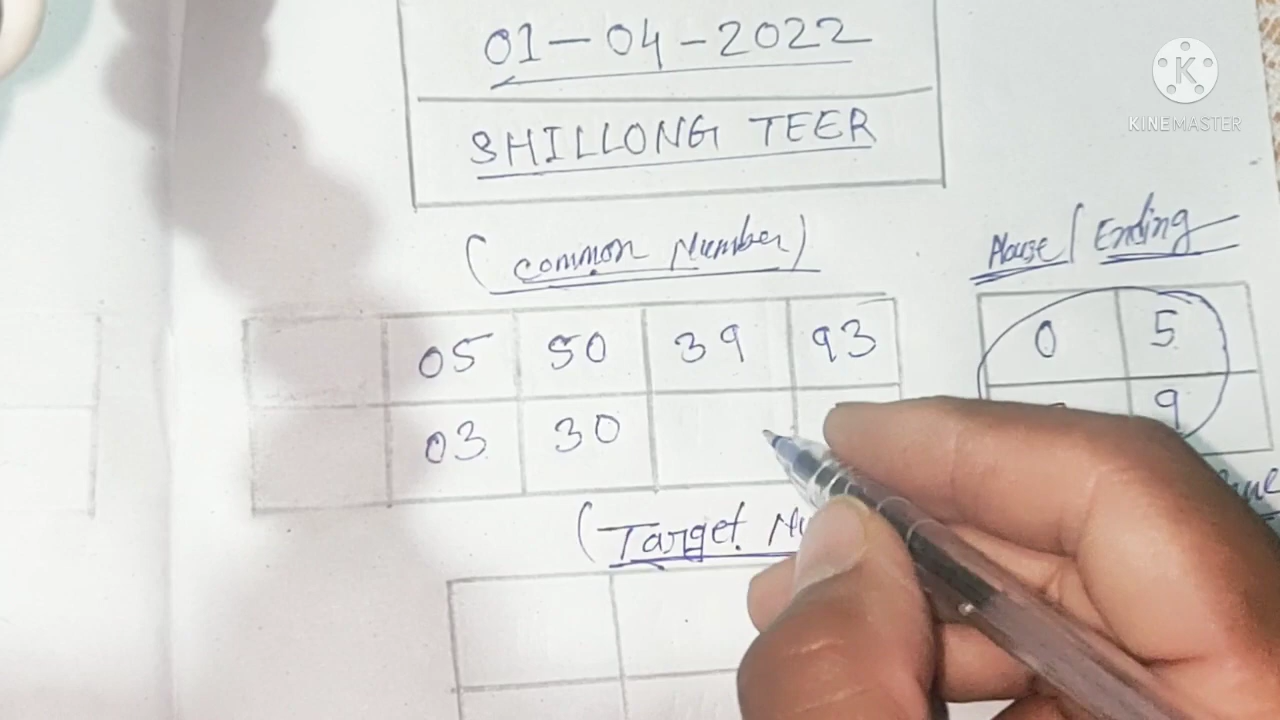 01-04-2022
KINEMASTER
SHILLONG TEER
(Common Number)
House/Ending
05 50 39 93
0 5
03 30
9
(Target